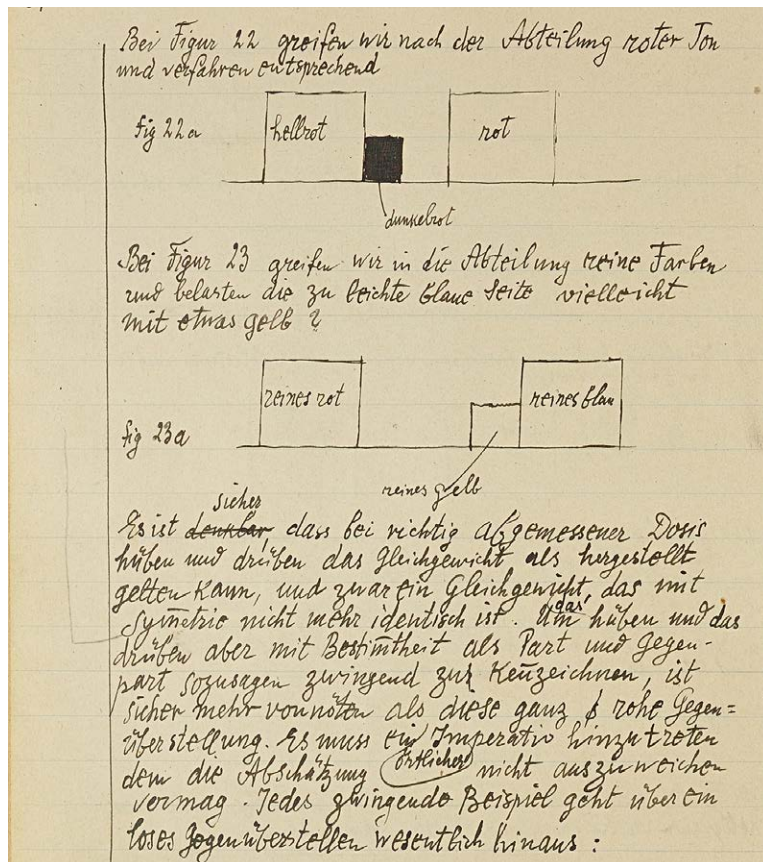 Bei Figur 22 greifen wir nach der Abteilung roter Ton
und verfahren entsprechend
fig 22a
hellrot
rot
dunkelrot
Bei Figur 23 greifen wir in die Abteilung reine Farben
und belasten die zu leichte blaue Seite vielleicht
mit etwas gelb ?
reines rot
reines blau
fig 23a
reines gelb
sicher
Es ist denkbar, dass bei richtig abgemessener Dosis
hüben und drüben das Gleichgewicht als hergestellt
gelten kann, und zwar ein Gleichgewicht, das mit
Sym̅etrie nicht mehr identisch ist. Um das hüben und das
drüben aber mit Bestim̅theit als Part und Gegen-
part sozusagen zwingend zur Keñzeichnen, ist
sicher mehr vonnöten als diese ganz rohe Gegen=
überstellung. Es muss ein Imperativ hinzutreten
dem die Abschätzung örtlicher nicht auszuweichen
vermag. Jedes zwingende Beispiel geht über ein
loses Gegenüberstellen wesentlich hinaus :